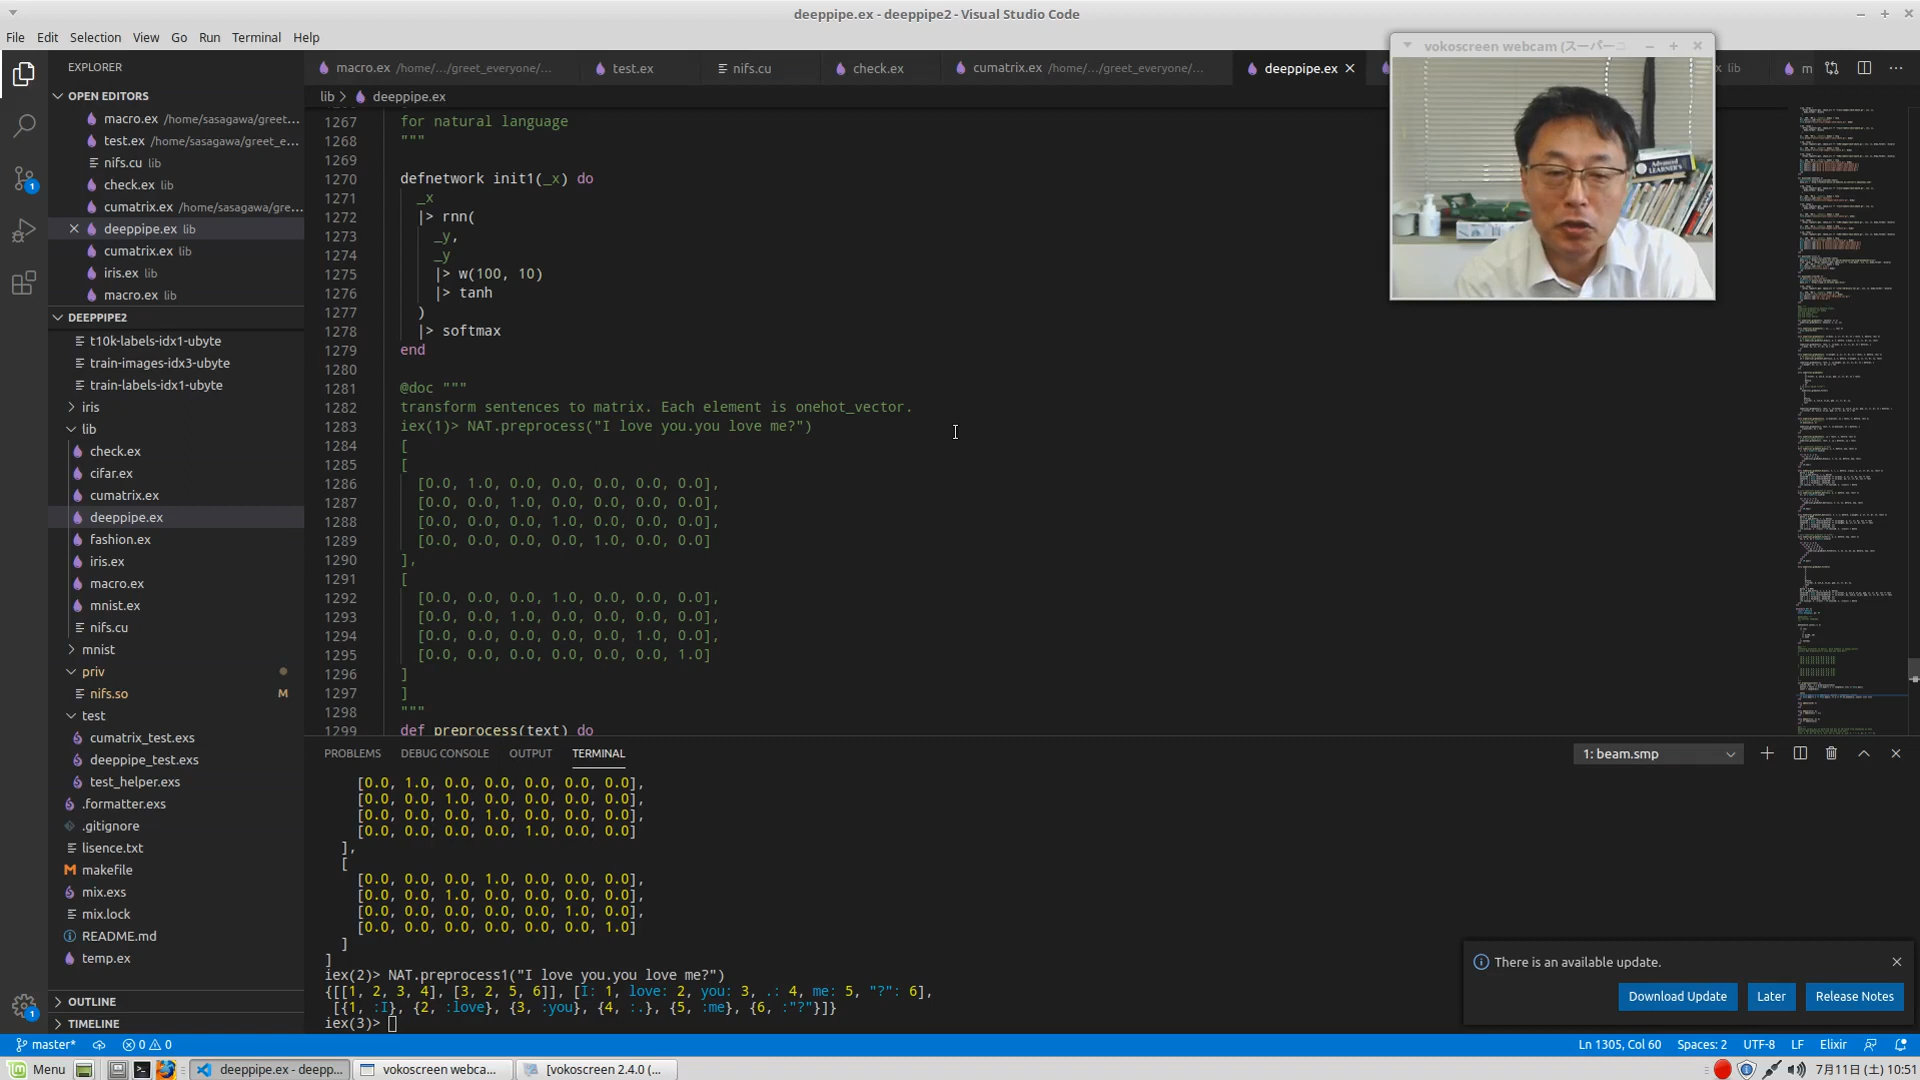 deeppipe.ex - deeppipe2 - Visual Studio Code
File Edit Selection View Go Run Terminal Help
EXPLORER
OPEN EDITORS
macro.ex /home/sasagawa/greet...
test.ex /home/sasagawa/greet_e...
nifs.cu lib
check.ex lib
cumatrix.ex /home/sasagawa/gre...
deeppipe.ex lib
cumatrix.ex lib
iris.ex lib
macro.ex lib
DEEPPIPE2
t10k-labels-idx1-ubyte
train-images-idx3-ubyte
train-labels-idx1-ubyte
iris
lib
check.ex
cifar.ex
cumatrix.ex
deeppipe.ex
fashion.ex
iris.ex
macro.ex
mnist.ex
nifs.cu
mnist
priv
nifs.so M
test
cumatrix_test.exs
deeppipe_test.exs
test_helper.exs
.formatter.exs
.gitignore
lisence.txt
makefile
mix.exs
mix.lock
README.md
temp.ex
OUTLINE
TIMELINE
macro.ex /home/.../greet_everyone/... test.ex nifs.cu check.ex cumatrix.ex /home/.../greet_everyone/... deeppipe.ex
lib
m
lib > deeppipe.ex
vokoscreen webcam (スーパー
1267 for natural language
1268 """
1269
1270 defnetwork init1(_x) do
1271 _x
1272 |> rnn(
1273 _y,
1274 _y
1275 |> w(100, 10)
1276 |> tanh
1277 )
1278 |> softmax
1279 end
1280
1281 @doc """
1282 transform sentences to matrix. Each element is onehot_vector.
1283 iex(1)> NAT.preprocess("I love you.you love me?")
1284 [
1285 [
1286 [0.0, 1.0, 0.0, 0.0, 0.0, 0.0, 0.0],
1287 [0.0, 0.0, 1.0, 0.0, 0.0, 0.0, 0.0],
1288 [0.0, 0.0, 0.0, 1.0, 0.0, 0.0, 0.0],
1289 [0.0, 0.0, 0.0, 0.0, 1.0, 0.0, 0.0]
1290 ],
1291 [
1292 [0.0, 0.0, 0.0, 1.0, 0.0, 0.0, 0.0],
1293 [0.0, 0.0, 1.0, 0.0, 0.0, 0.0, 0.0],
1294 [0.0, 0.0, 0.0, 0.0, 0.0, 1.0, 0.0],
1295 [0.0, 0.0, 0.0, 0.0, 0.0, 0.0, 1.0]
1296 ]
1297 ]
1298 """
1299 def preprocess(text) do
PROBLEMS DEBUG CONSOLE OUTPUT TERMINAL
1: beam.smp
[0.0, 1.0, 0.0, 0.0, 0.0, 0.0, 0.0],
[0.0, 0.0, 1.0, 0.0, 0.0, 0.0, 0.0],
[0.0, 0.0, 0.0, 1.0, 0.0, 0.0, 0.0],
[0.0, 0.0, 0.0, 0.0, 1.0, 0.0, 0.0]
],
[
[0.0, 0.0, 0.0, 1.0, 0.0, 0.0, 0.0],
[0.0, 0.0, 1.0, 0.0, 0.0, 0.0, 0.0],
[0.0, 0.0, 0.0, 0.0, 0.0, 1.0, 0.0],
[0.0, 0.0, 0.0, 0.0, 0.0, 0.0, 1.0]
]
]
iex(2)> NAT.preprocess1("I love you.you love me?")
{[[1, 2, 3, 4], [3, 2, 5, 6]], [I: 1, love: 2, you: 3, .: 4, me: 5, "?": 6],
[{1, :I}, {2, :love}, {3, :you}, {4, :.}, {5, :me}, {6, :"?"}]}
iex(3)>
There is an available update.
Download Update Later Release Notes
master* 0 0
Ln 1305, Col 60 Spaces: 2 UTF-8 LF Elixir
Menu deeppipe.ex - deepp... vokoscreen webca... [vokoscreen 2.4.0 (...
7月11日 (土) 10:51
1
1
Advanced
LEARNER'S